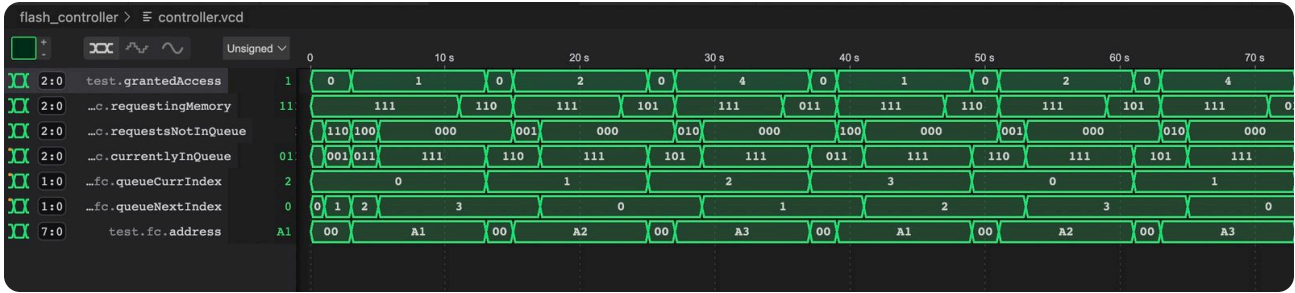 flash_controller > controller.vcd
+
-
Unsigned
0 10 s 20 s 30 s 40 s 50 s 60 s 70 s
2:0 test.grantedAccess 1 0 1 0 2 0 4 0 1 0 2 0 4
2:0 …c.requestingMemory 11 111 110 111 101 111 011 111 110 111 101 111
2:0 …c.requestsNotInQueue 110 100 000 001 000 010 000 100 000 001 000 010 000
2:0 …c.currentlyInQueue 01 001 011 111 110 111 101 111 011 111 110 111 101 111
1:0 …fc.queueCurrIndex 2 0 1 2 3 0 1
1:0 …fc.queueNextIndex 0 0 1 2 3 0 1 2 3 0
7:0 test.fc.address A1 00 A1 00 A2 00 A3 00 A1 00 A2 00 A3